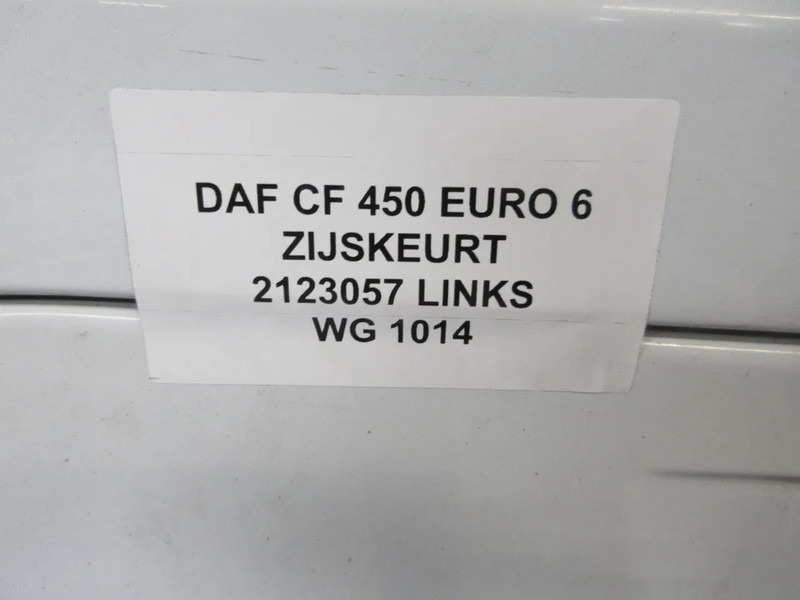 DAF CF 450 EURO 6
ZIJSKEURT
2123057 LINKS
WG 1014